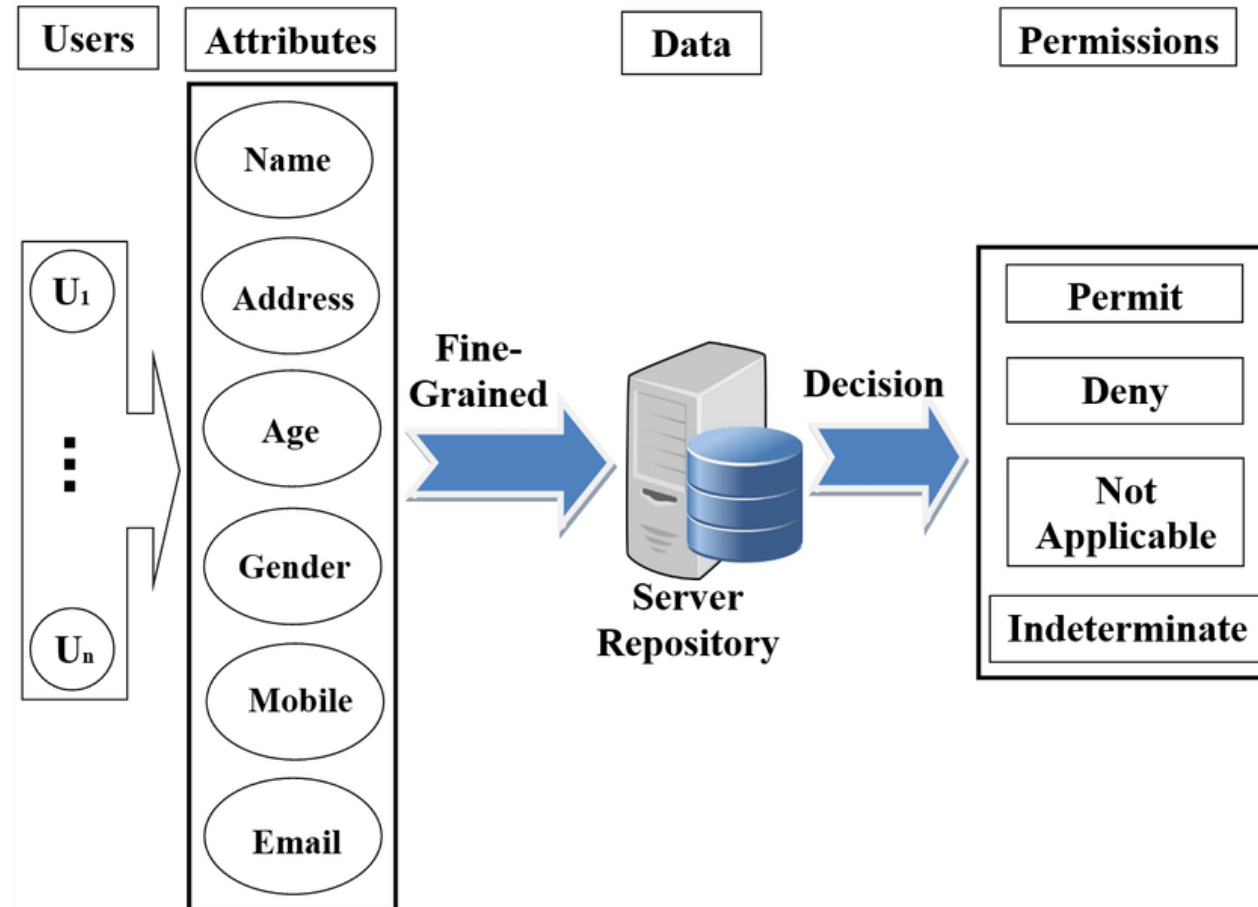 Users
Attributes
Data
Permissions
Name
Address
Age
Gender
Mobile
Email
U1
Un
Fine-
Grained
Server
Repository
Decision
Permit
Deny
Not
Applicable
Indeterminate